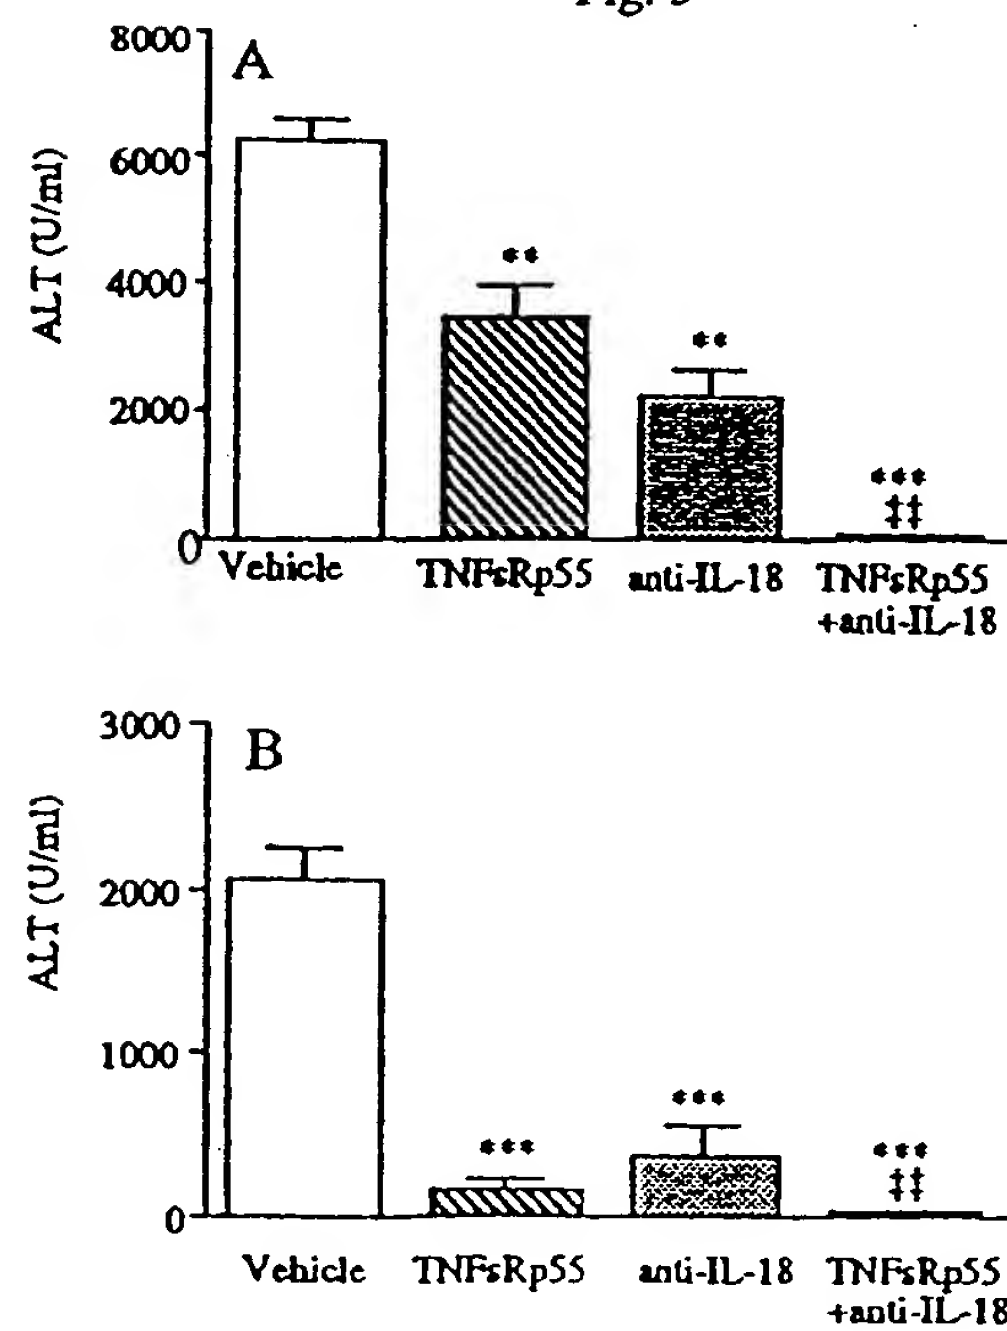 8000
A
6000
ALT (U/ml)
**
4000
**
2000
***
‡‡
0
Vehicle TNFsRp55 anti-IL-18 TNFsRp55
+anti-IL-18
3000
B
ALT (U/ml)
2000
1000
***
***
***
‡‡
0
Vehicle TNFsRp55 anti-IL-18 TNFsRp55
+anti-IL-18